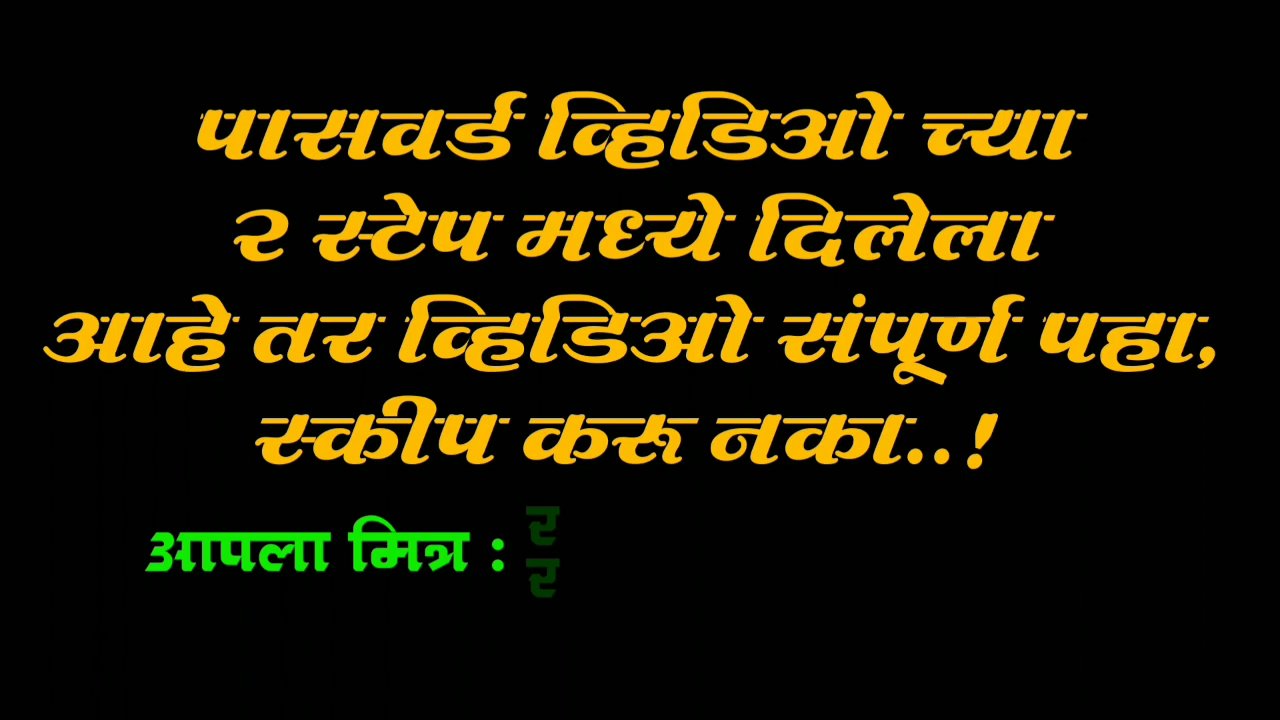 पासवर्ड व्हिडिओ च्या
२ स्टेप मध्ये दिलेला
आहे तर व्हिडिओ संपूर्ण पहा,
स्कीप करू नका..!
आपला मित्र :